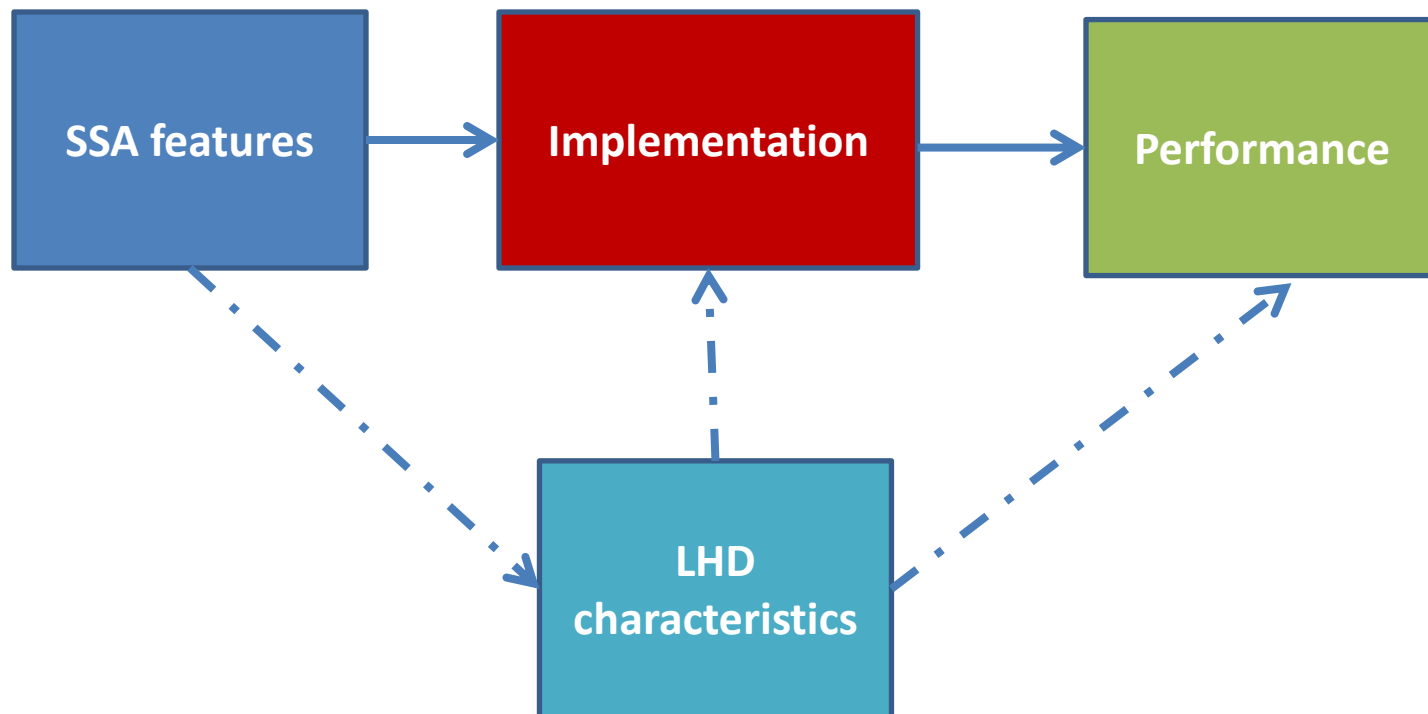 SSA features
Implementation
Performance
LHD
characteristics